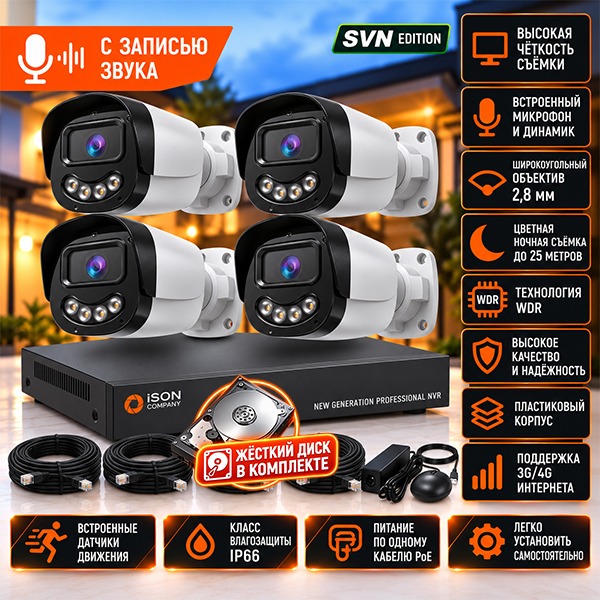 С ЗАПИСЬЮ
ЗВУКА
SVN EDITION
ВЫСОКАЯ
ЧЁТКОСТЬ
СЪЁМКИ
ВСТРОЕННЫЙ
МИКРОФОН
И ДИНАМИК
ШИРОКОУГОЛЬНЫЙ
ОБЪЕКТИВ
2,8 мм
ЦВЕТНАЯ
НОЧНАЯ СЪЁМКА
ДО 25 МЕТРОВ
WDR
ТЕХНОЛОГИЯ
WDR
ВЫСОКОЕ
КАЧЕСТВО
И НАДЁЖНОСТЬ
ПЛАСТИКОВЫЙ
КОРПУС
ПОДДЕРЖКА
3G/4G
ИНТЕРНЕТА
iSON
COMPANY
NEW GENERATION PROFESSIONAL NVR
ЖЁСТКИЙ ДИСК
В КОМПЛЕКТЕ
ВСТРОЕННЫЕ
ДАТЧИКИ
ДВИЖЕНИЯ
КЛАСС
ВЛАГОЗАЩИТЫ
IP66
ПИТАНИЕ
ПО ОДНОМУ
КАБЕЛЮ PoE
ЛЕГКО
УСТАНОВИТЬ
САМОСТОЯТЕЛЬНО